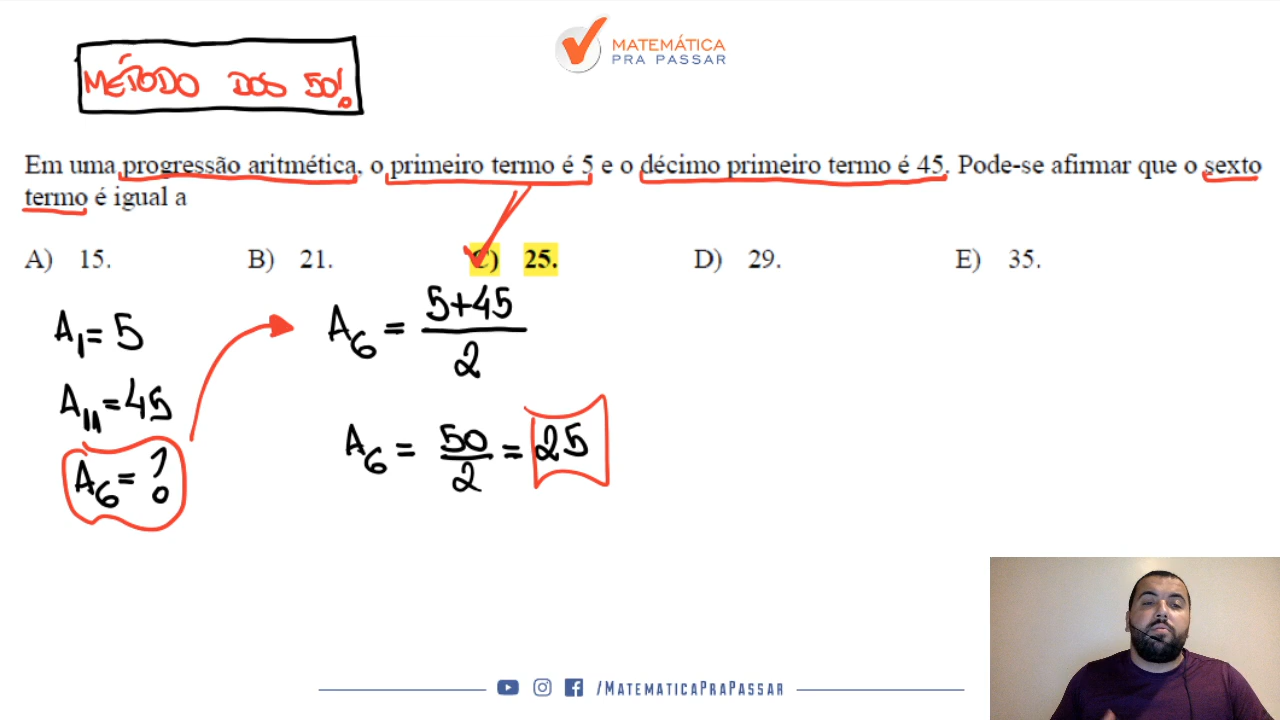 MÉTODO DOS 50!
MATEMÁTICA
PRA PASSAR
Em uma progressão aritmética, o primeiro termo é 5 e o décimo primeiro termo é 45. Pode-se afirmar que o sexto
termo é igual a
A) 15. B) 21. C) 25. D) 29. E) 35.
A1 = 5
A11 = 45
A6 = ?
A6 = 5+45
2
A6 = 50/2 = 25
/MATEMATICAPRAPASSAR